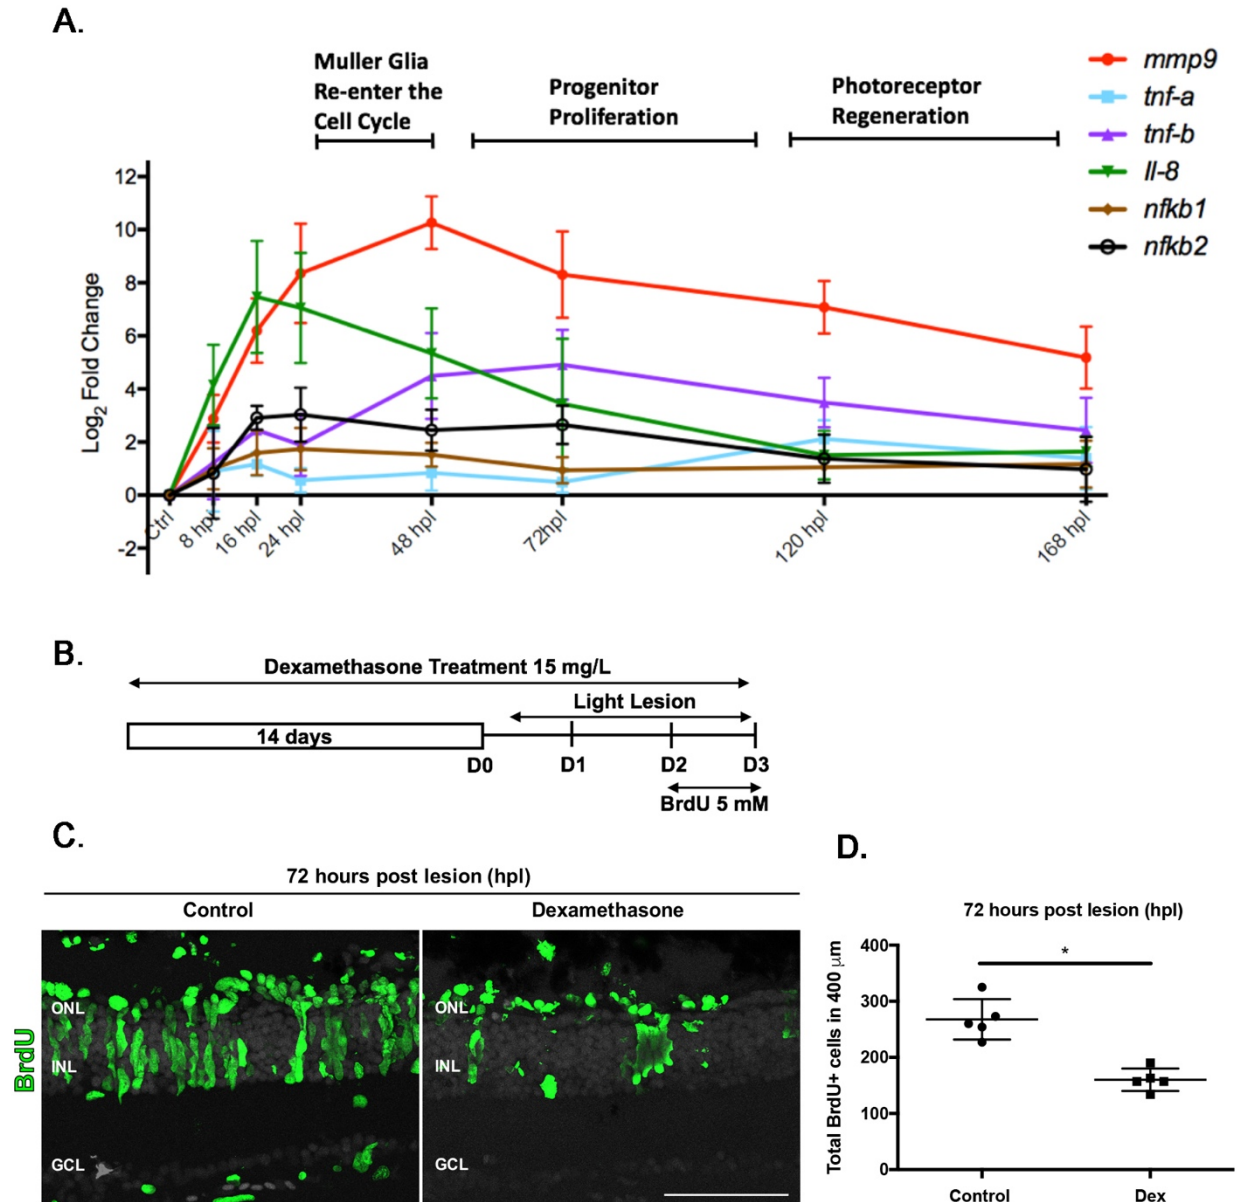 A.
Muller Glia
Re-enter the
Cell Cycle
Progenitor
Proliferation
Photoreceptor
Regeneration
mmp9
tnf-a
tnf-b
Il-8
nfkb1
nfkb2
Log2 Fold Change
12
10
8
6
4
2
0
-2
Ctrl
8 hpl
16 hpl
24 hpl
48 hpl
72hpl
120 hpl
168 hpl
B.
Dexamethasone Treatment 15 mg/L
Light Lesion
14 days
D0
D1
D2
D3
BrdU 5 mM
C.
72 hours post lesion (hpl)
Control
Dexamethasone
BrdU
ONL
INL
GCL
ONL
INL
GCL
D.
72 hours post lesion (hpl)
*
Total BrdU+ cells in 400 μm
400
300
200
100
0
Control
Dex